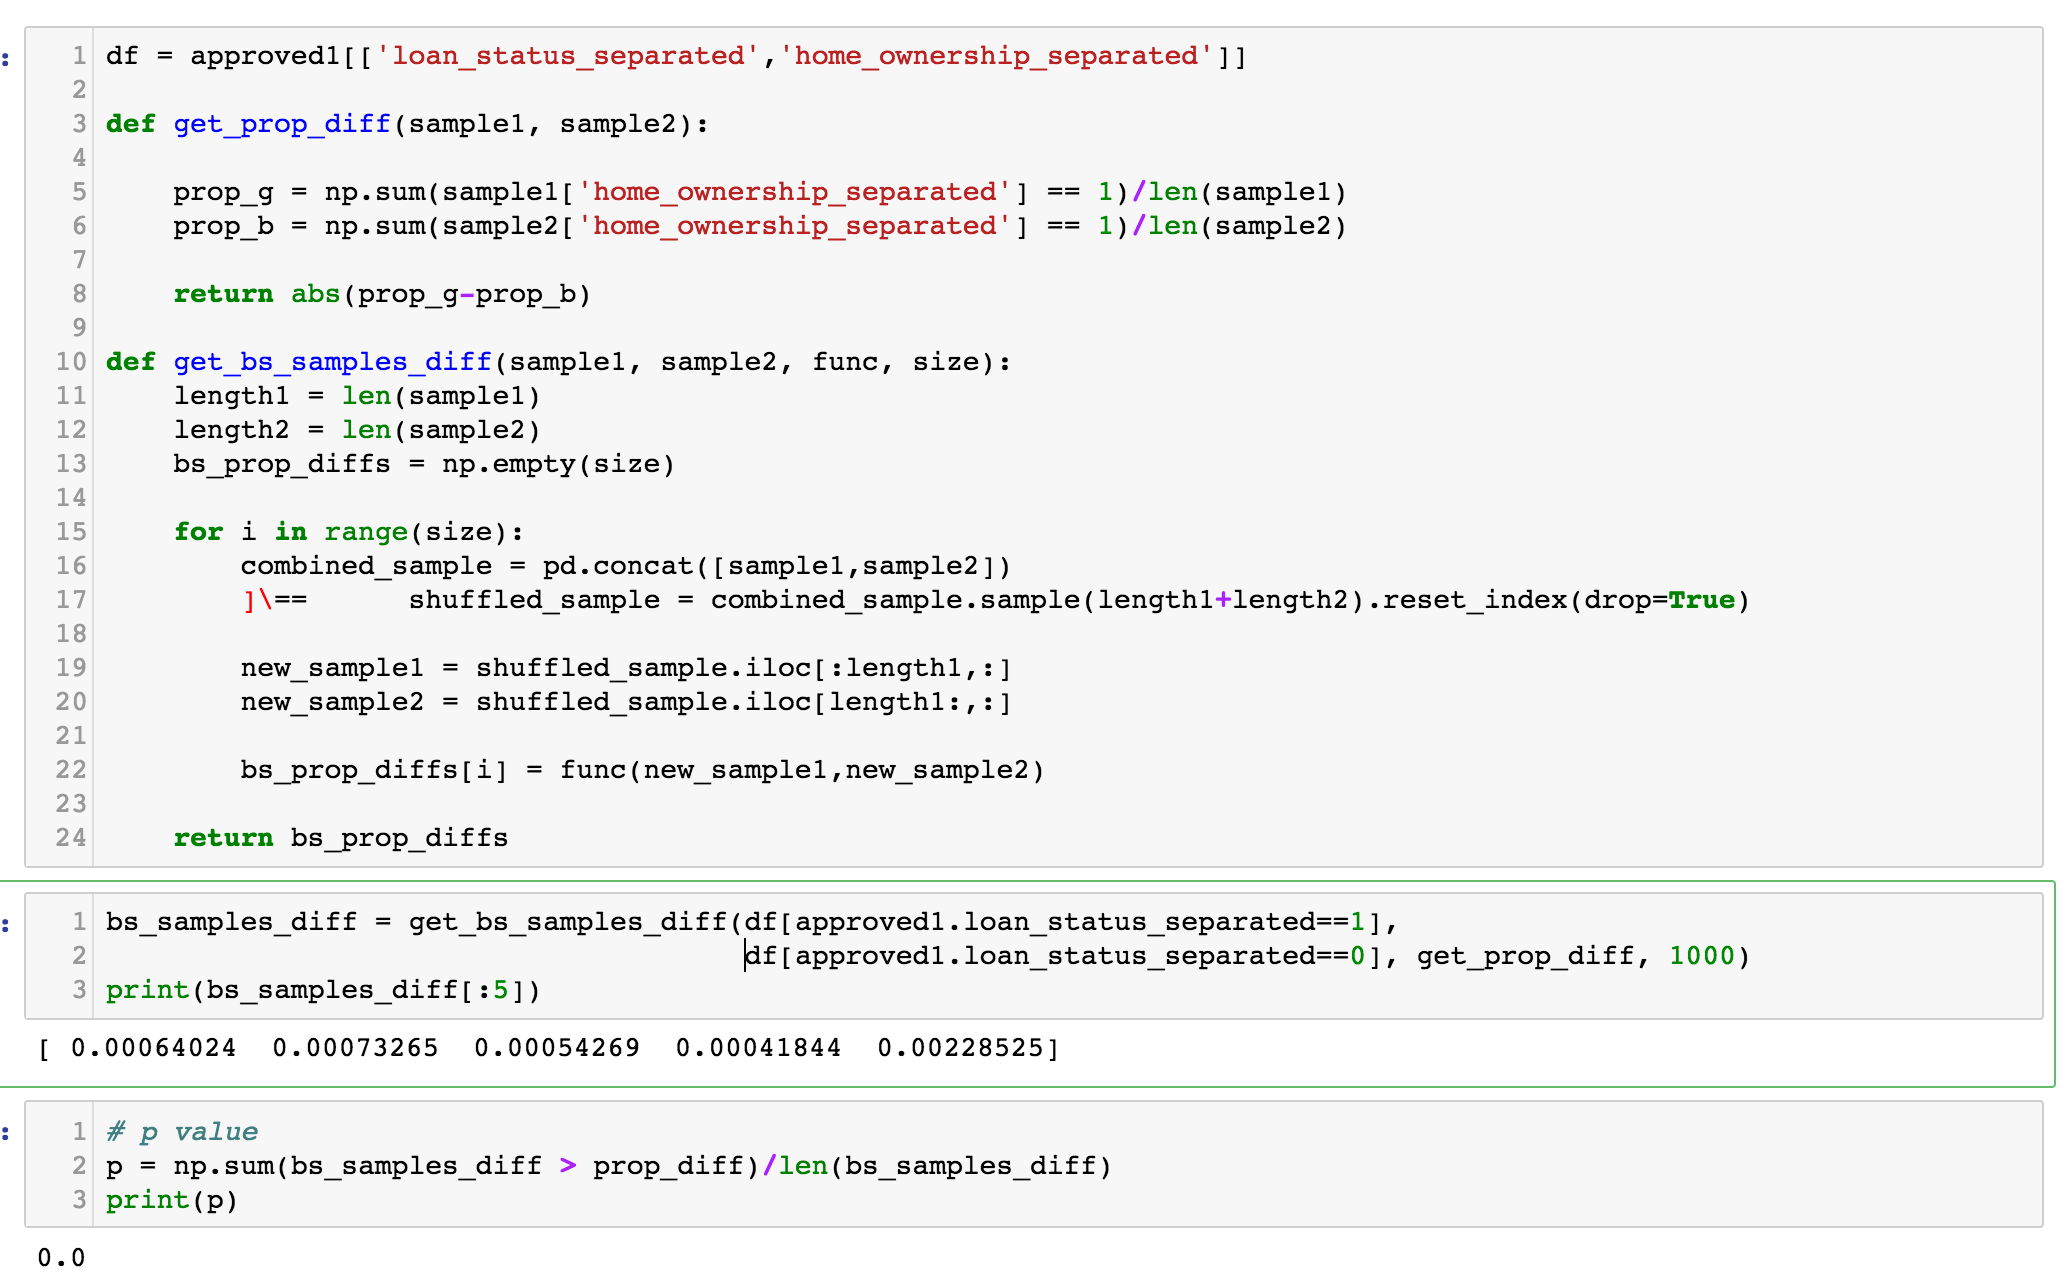 :
1 df = approved1[['loan_status_separated','home_ownership_separated']]
2
3 def get_prop_diff(sample1, sample2):
4
5     prop_g = np.sum(sample1['home_ownership_separated'] == 1)/len(sample1)
6     prop_b = np.sum(sample2['home_ownership_separated'] == 1)/len(sample2)
7
8     return abs(prop_g-prop_b)
9
10 def get_bs_samples_diff(sample1, sample2, func, size):
11     length1 = len(sample1)
12     length2 = len(sample2)
13     bs_prop_diffs = np.empty(size)
14
15     for i in range(size):
16         combined_sample = pd.concat([sample1,sample2])
17         ]\==      shuffled_sample = combined_sample.sample(length1+length2).reset_index(drop=True)
18
19         new_sample1 = shuffled_sample.iloc[:length1,:]
20         new_sample2 = shuffled_sample.iloc[length1:,:]
21
22         bs_prop_diffs[i] = func(new_sample1,new_sample2)
23
24     return bs_prop_diffs
:
1 bs_samples_diff = get_bs_samples_diff(df[approved1.loan_status_separated==1],
2                                       df[approved1.loan_status_separated==0], get_prop_diff, 1000)
3 print(bs_samples_diff[:5])
[ 0.00064024  0.00073265  0.00054269  0.00041844  0.00228525]
:
1 # p value
2 p = np.sum(bs_samples_diff > prop_diff)/len(bs_samples_diff)
3 print(p)
0.0